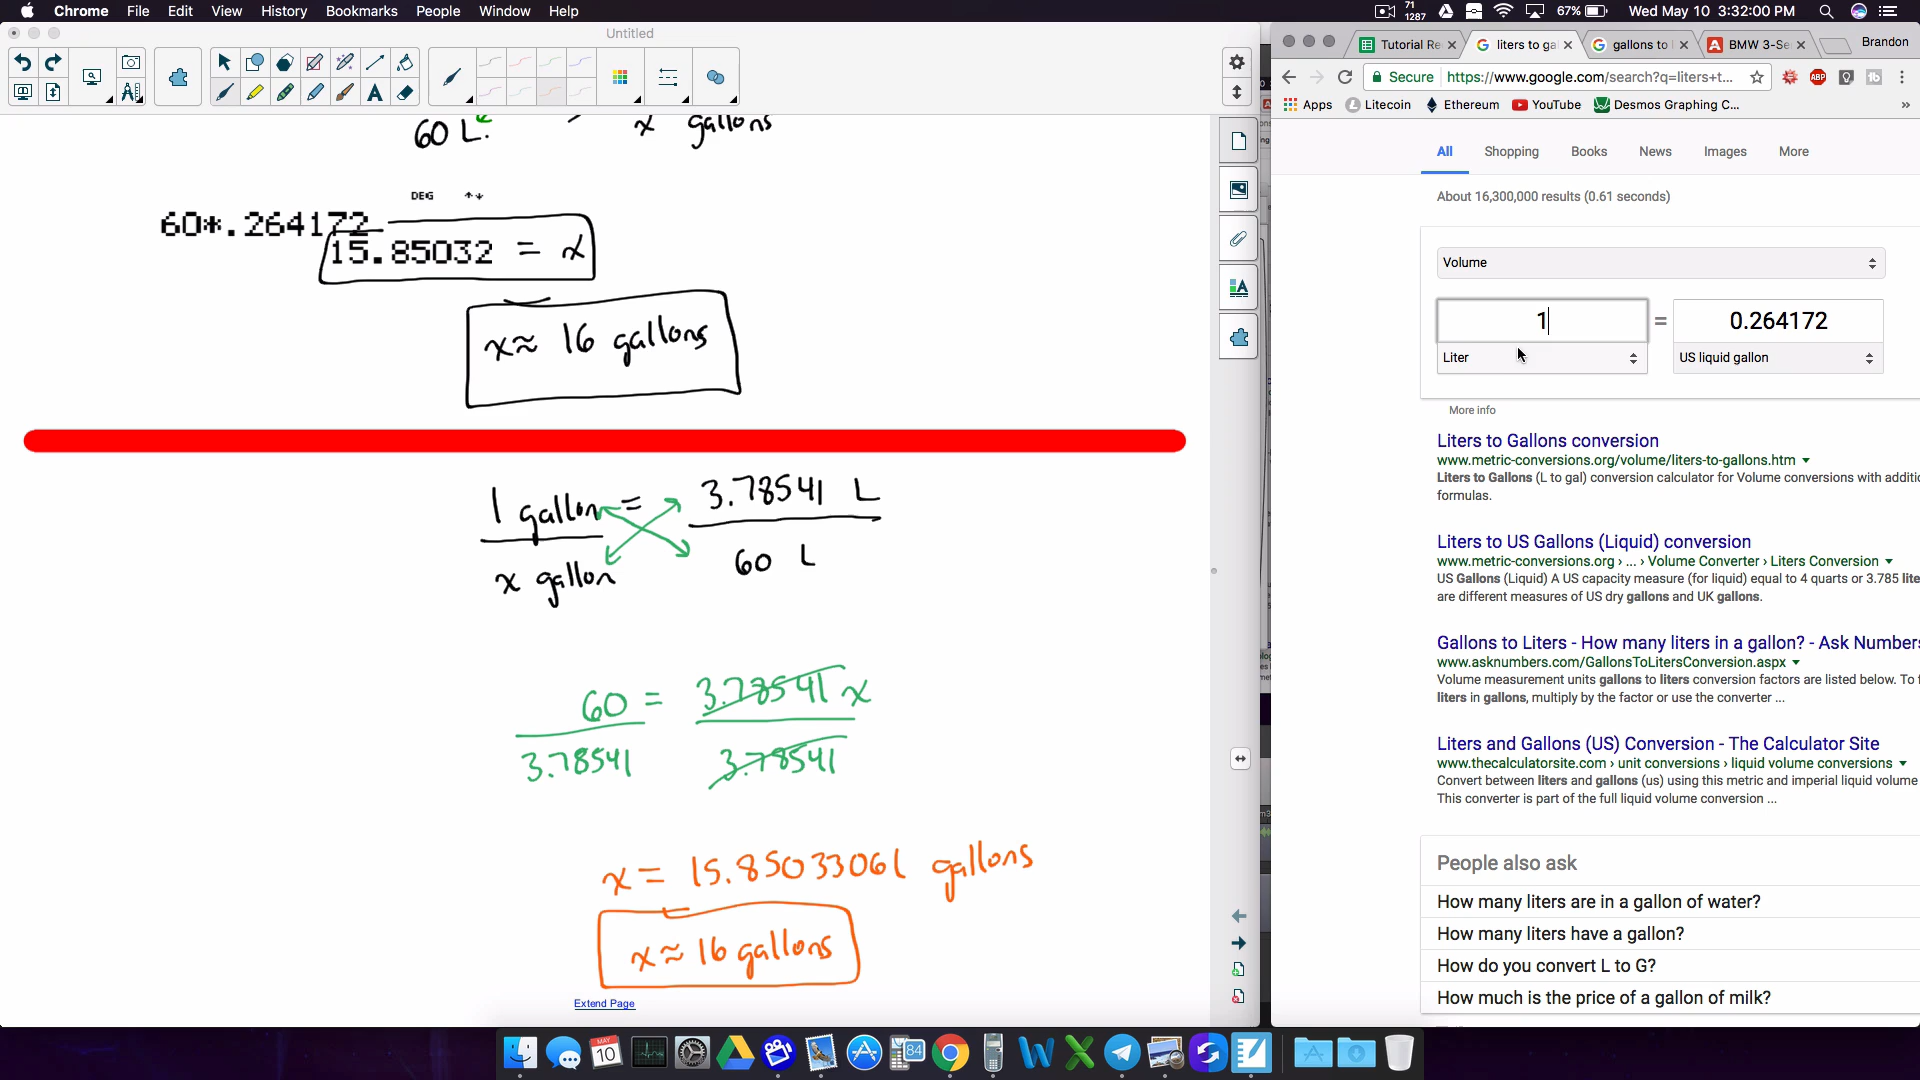 Chrome File Edit View History Bookmarks People Window Help
71
1287
67% Wed May 10 3:32:00 PM
Untitled
60 L. = x gallons
DEG
60*.264172
15.85032 = x
x≈ 16 gallons
1 gallon = 3.78541 L
x gallon 60 L
60 = 3.78541 x
3.78541 3.78541
x = 15.85033061 gallons
x≈ 16 gallons
Extend Page
Tutorial Re
liters to ga
gallons to
BMW 3-Se
Brandon
Secure https://www.google.com/search?q=liters+t...
ABP
Apps Litecoin Ethereum YouTube Desmos Graphing C... »
All Shopping Books News Images More
About 16,300,000 results (0.61 seconds)
Volume
1 = 0.264172
Liter US liquid gallon
More info
Liters to Gallons conversion
www.metric-conversions.org/volume/liters-to-gallons.htm
Liters to Gallons (L to gal) conversion calculator for Volume conversions with additio
formulas.
Liters to US Gallons (Liquid) conversion
www.metric-conversions.org › ... › Volume Converter › Liters Conversion
US Gallons (Liquid) A US capacity measure (for liquid) equal to 4 quarts or 3.785 lite
are different measures of US dry gallons and UK gallons.
Gallons to Liters - How many liters in a gallon? - Ask Numbers
www.asknumbers.com/GallonsToLitersConversion.aspx
Volume measurement units gallons to liters conversion factors are listed below. To f
liters in gallons, multiply by the factor or use the converter ...
Liters and Gallons (US) Conversion - The Calculator Site
www.thecalculatorsite.com › unit conversions › liquid volume conversions
Convert between liters and gallons (us) using this metric and imperial liquid volume
This converter is part of the full liquid volume conversion ...
People also ask
How many liters are in a gallon of water?
How many liters have a gallon?
How do you convert L to G?
How much is the price of a gallon of milk?
MAY
10
84